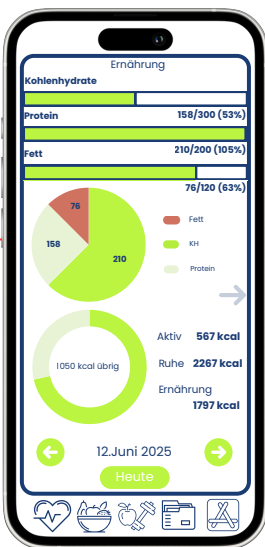 Ernährung
Kohlenhydrate
Protein 158/300 (53%)
Fett 210/200 (105%)
76/120 (63%)
76
158
210
Fett
KH
Protein
1050 kcal übrig
Aktiv 567 kcal
Ruhe 2267 kcal
Ernährung
1797 kcal
12.Juni 2025
Heute